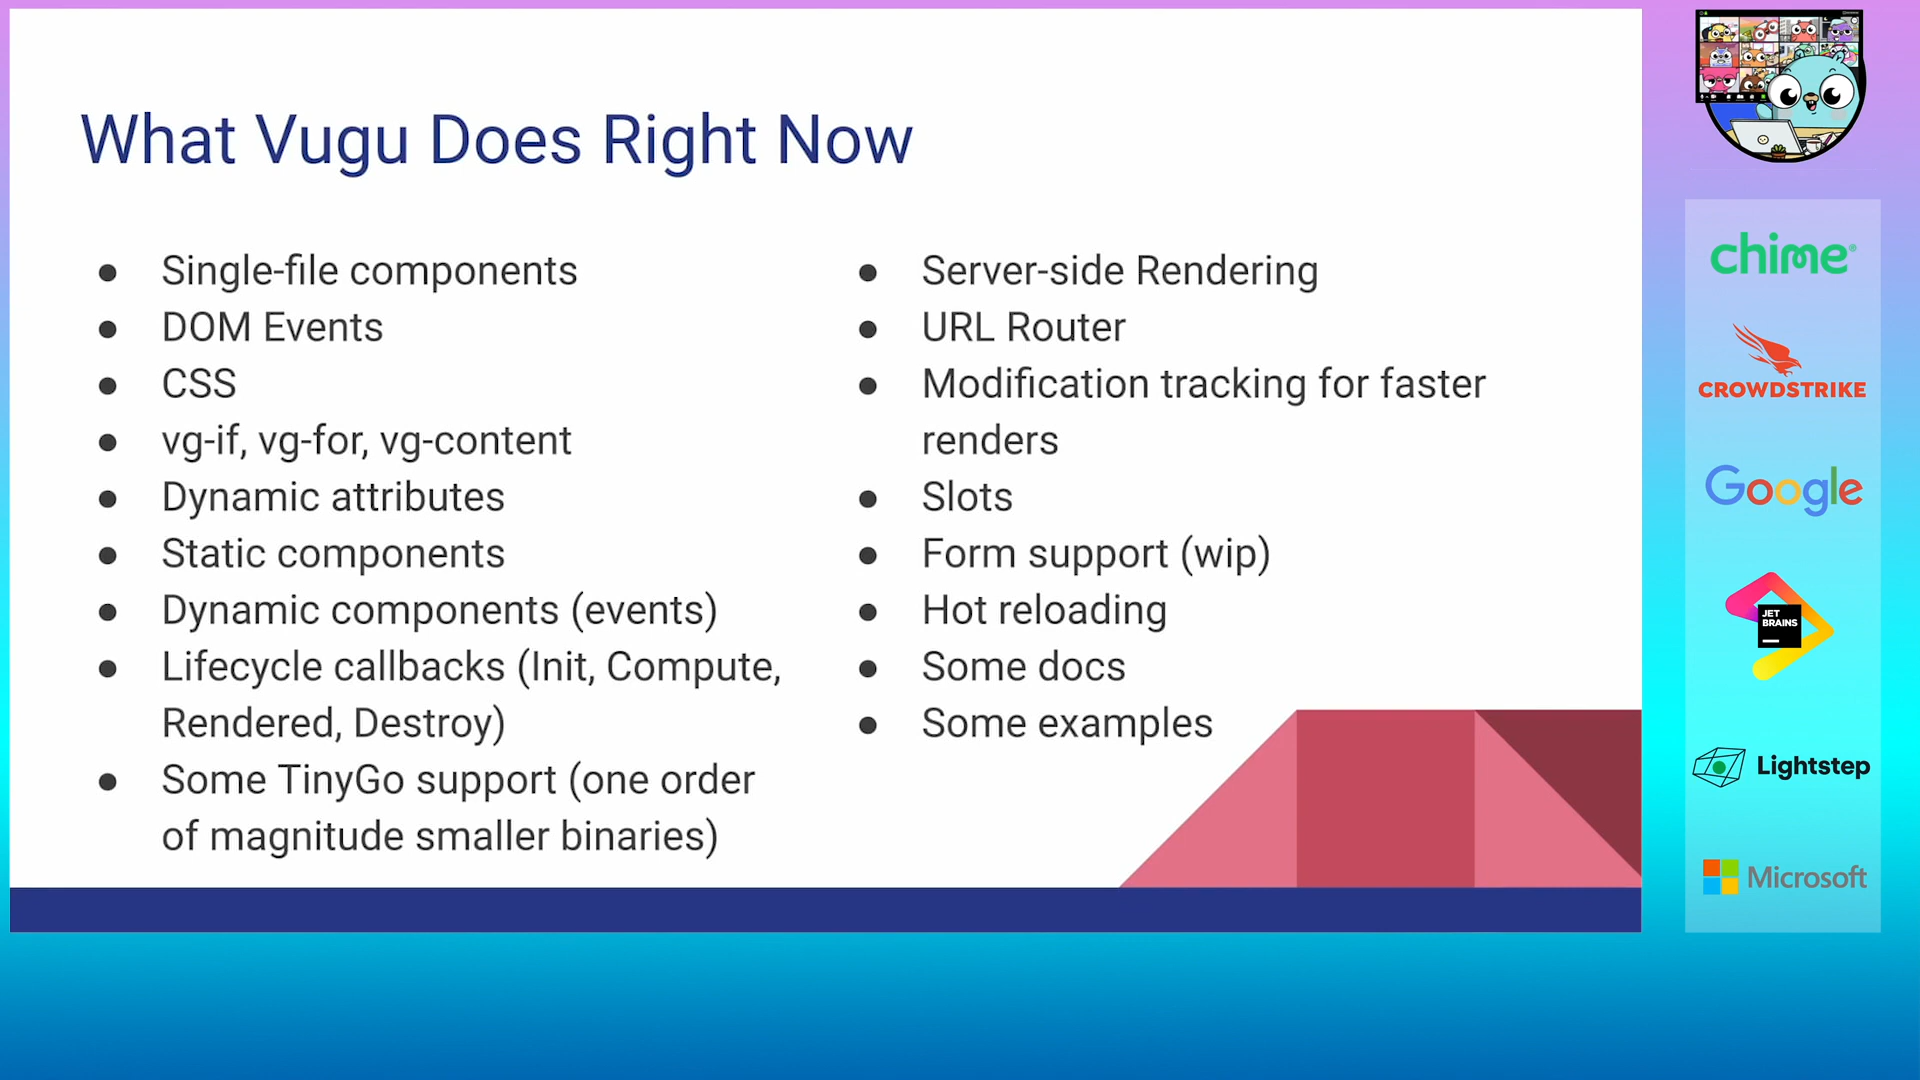 What Vugu Does Right Now
● Single-file components
● DOM Events
● CSS
● vg-if, vg-for, vg-content
● Dynamic attributes
● Static components
● Dynamic components (events)
● Lifecycle callbacks (Init, Compute,
Rendered, Destroy)
● Some TinyGo support (one order
of magnitude smaller binaries)
● Server-side Rendering
● URL Router
● Modification tracking for faster
renders
● Slots
● Form support (wip)
● Hot reloading
● Some docs
● Some examples
chime®
CROWDSTRIKE
Google
JET
BRAINS
Lightstep
Microsoft